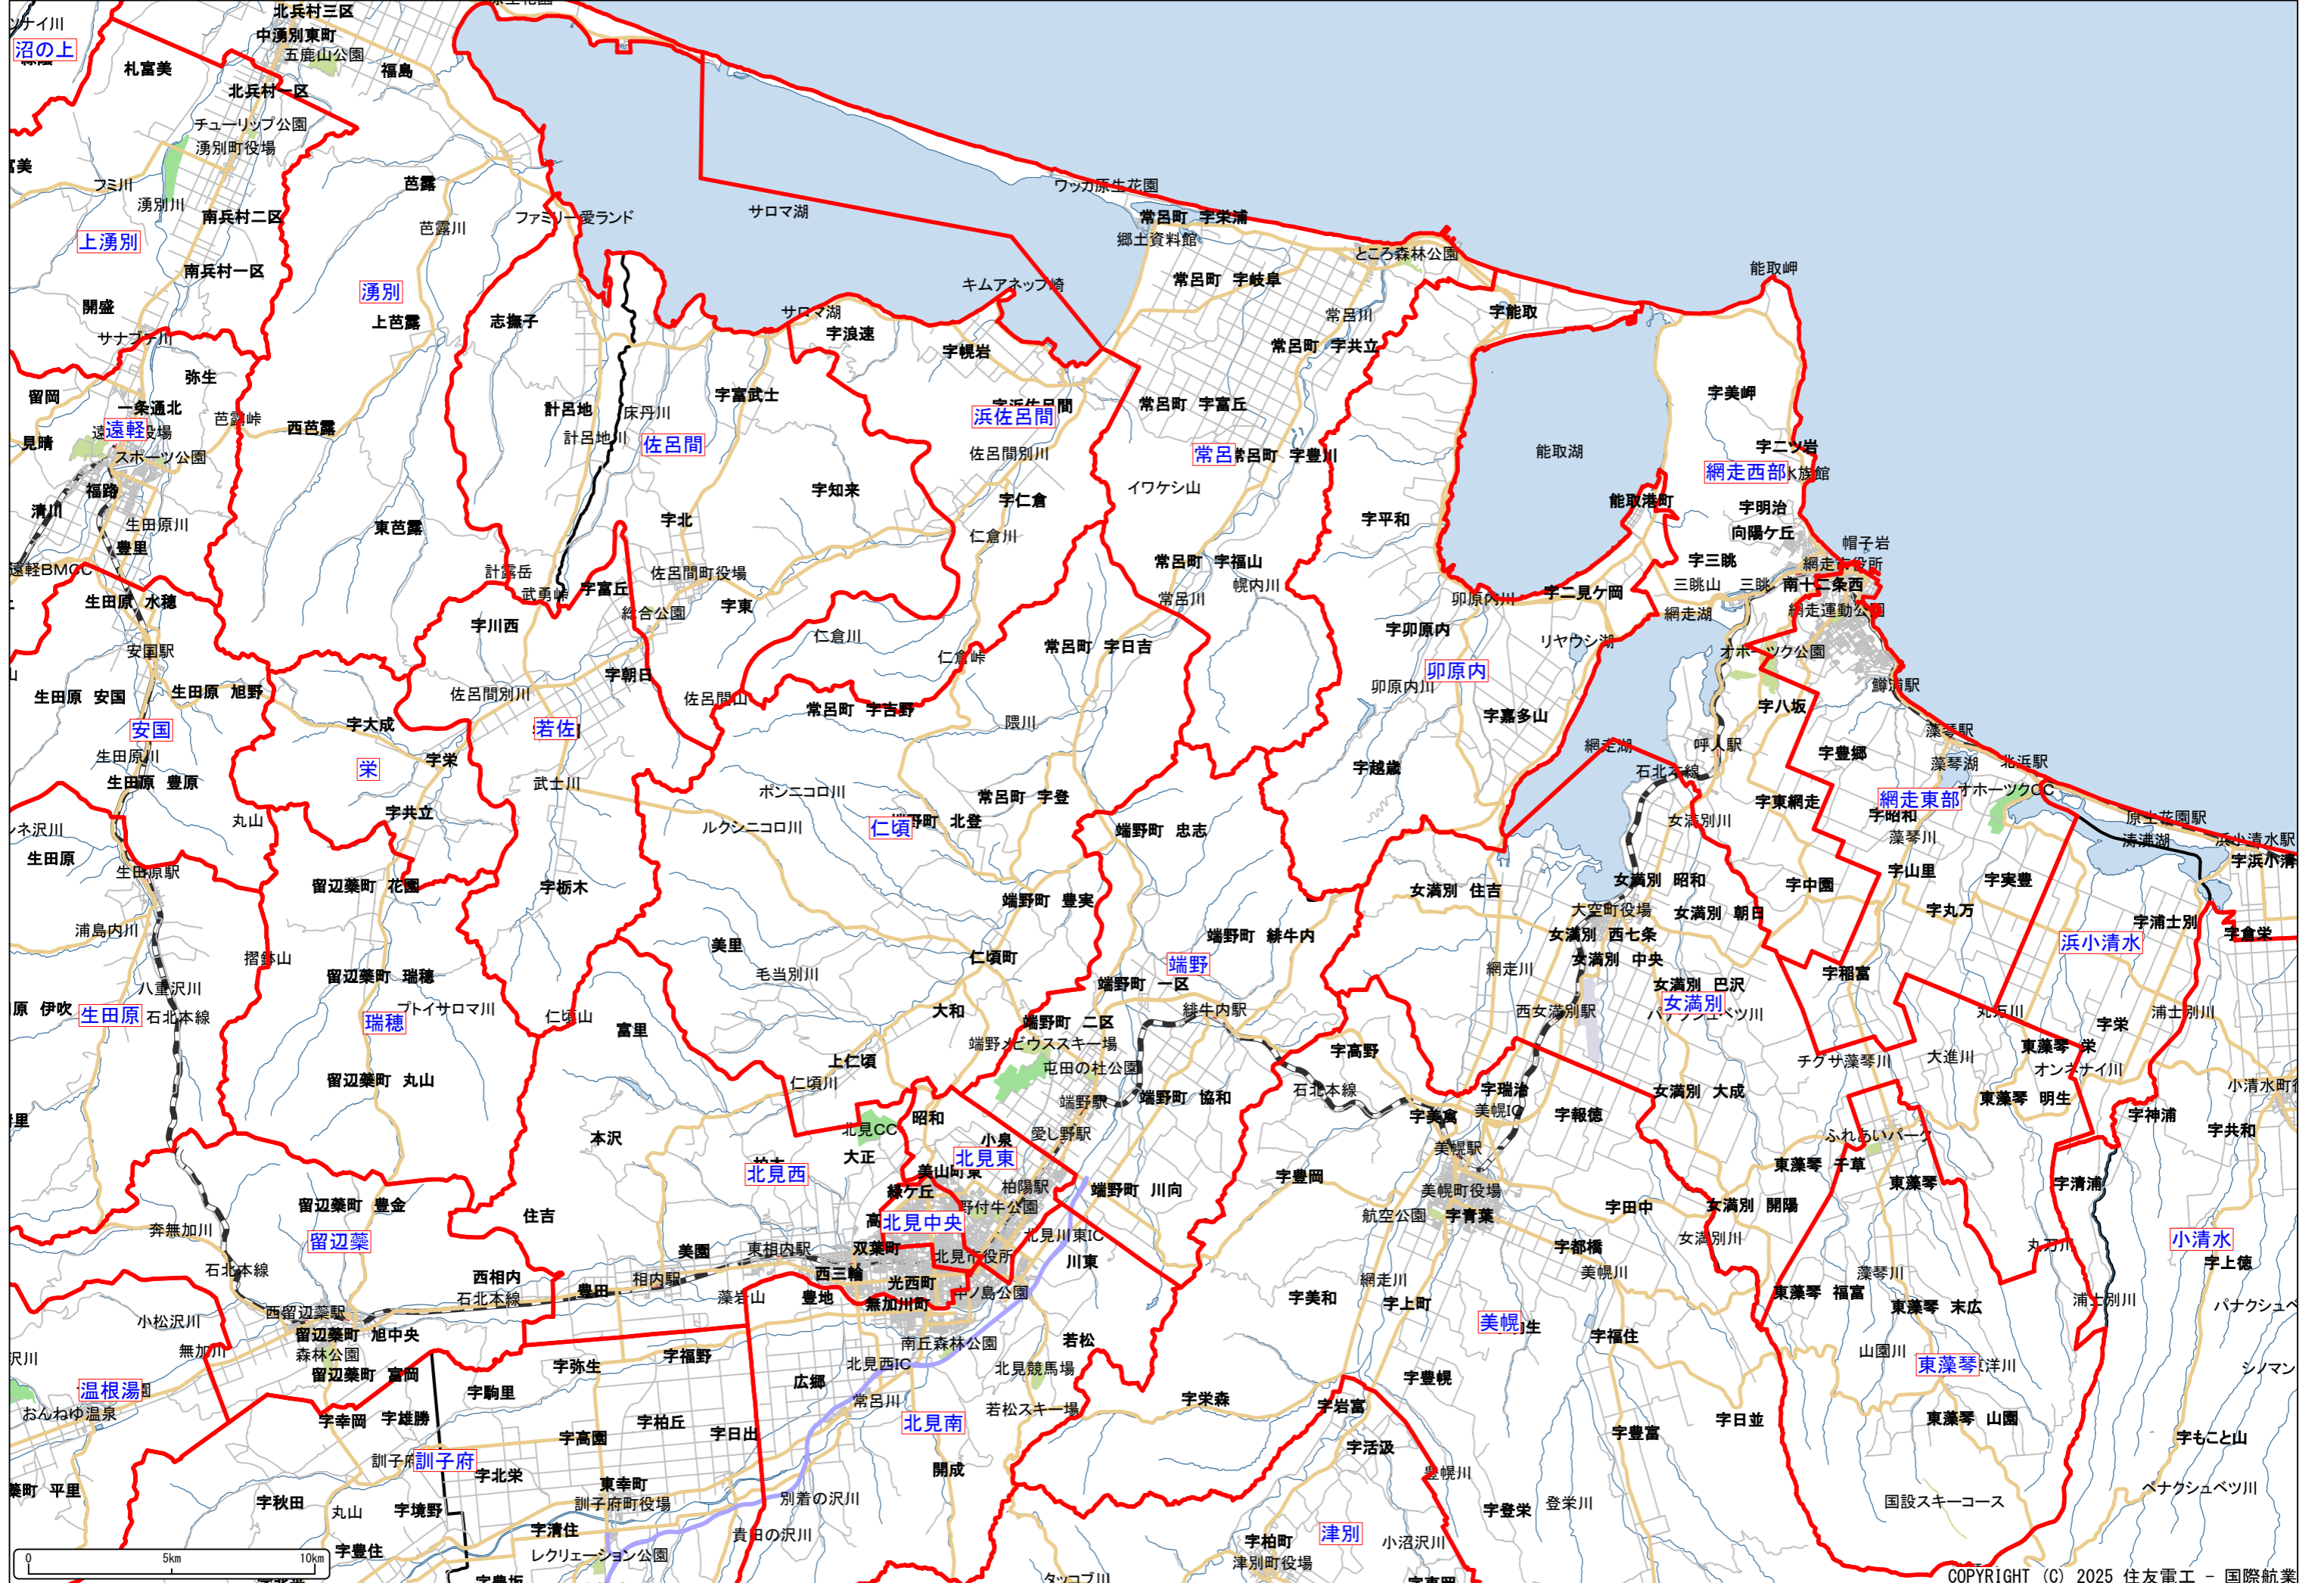 北兵村三区
中湧別東町
五鹿山公園
沼の上
札富美
福島
北兵村一区
チューリップ公園
湧別町役場
フミ川
湧別川
芭露
南兵村二区
芭露川
ファミリー愛ランド
サロマ湖
ワッカ原生花園
常呂町 字栄浦
郷土資料館
ところ森林公園
上湧別
南兵村一区
湧別
開盛
上芭露
志撫子
サナブチ川
キムアネップ崎
サロマ湖
字浪速
字幌岩
常呂町 字岐阜
常呂川
常呂町 字共立
字能取
能取岬
弥生
留岡
一条通北
遠軽
芭露峠
西芭露
見晴
スポーツ公園
計呂地
床丹川
計呂地川
佐呂間
字富武士
浜佐呂間
佐呂間別川
常呂町 字富丘
常呂
常呂町 字豊川
能取湖
字美岬
字二ツ岩
網走西部
水族館
福路
清川
生田原川
豊里
東芭露
字知来
字北
字仁倉
仁倉川
イワケシ山
字平和
能取港町
字明治
向陽ケ丘
帽子岩
網走市役所
遠軽BMCC
計露岳
武勇峠
字富丘
佐呂間町役場
総合公園
字東
常呂町 字福山
幌内川
常呂川
卯原内川
字二見ケ岡
字三眺
三眺山
三眺
南十二条西
網走湖
網走運動公園
生田原 水穂
安国駅
字川西
仁倉川
仁倉峠
常呂町 字日吉
字卯原内
リヤウシ湖
オホーツク公園
生田原 安国
生田原 旭野
佐呂間別川
字朝日
佐呂間山
常呂町 字吉野
隈川
卯原内
卯原内川
字嘉多山
鱒浦駅
字八坂
安国
字大成
若佐
生田原川
生田原 豊原
栄
字栄
武士川
ポンニコロ川
常呂町 字登
字越歳
網走湖
呼人駅
石北本線
字豊郷
藻琴駅
藻琴湖
北浜駅
オホーツクCC
丸山
字共立
ルクシニコロ川
仁頃
端野町 北登
端野町 忠志
女満別川
字東網走
網走東部
字昭和
藻琴川
原生花園駅
涛沸湖
浜小清水駅
生田原
生田原駅
留辺蘂町 花園
字栃木
端野町 豊実
女満別 住吉
女満別 昭和
大空町役場
女満別 朝日
字中園
字山里
字実豊
字丸万
浦島内川
摺鉢山
留辺蘂町 瑞穂
美里
毛当別川
仁頃町
端野町 緋牛内
端野
端野町 一区
女満別 西七条
女満別 中央
網走川
女満別 巴沢
女満別
字稲富
浜小清水
字浦士別
字倉栄
八重沢川
生田原
石北本線
瑞穂
プトイサロマ川
仁頃山
富里
大和
端野町 二区
端野メビウススキー場
緋牛内駅
西女満別駅
丸万川
浦士別川
字栄
東藻琴 栄
オンネナイ川
留辺蘂町 丸山
上仁頃
仁頃川
屯田の杜公園
端野駅
端野町 協和
字高野
石北本線
字瑞治
美幌IC
字美禽
字報徳
女満別 大成
チグサ藻琴川
大進川
東藻琴 明生
字神浦
字共和
本沢
北見CC
昭和
大正
小泉
北見東
愛し野駅
美山町東
北見西
美幌駅
ふれあいパーク
東藻琴 千草
留辺蘂町 豊金
緑ケ丘
柏陽駅
野付牛公園
端野町 川向
字豊岡
美幌町役場
航空公園
字青葉
字田中
女満別 開陽
東藻琴
字清浦
奔無加川
留辺蘂
住吉
北見中央
北見川東IC
美園
東相内駅
双葉町
北見市役所
川東
字都橋
女満別川
丸万川
小清水
字上徳
石北本線
西相内
石北本線
豊田
相内駅
西三輪
光西町
藻岩山
豊地
無加川町
中ノ島公園
字美和
網走川
字上町
美幌川
東藻琴 福富
藻琴川
東藻琴 末広
浦士別川
小松沢川
西留辺蘂駅
留辺蘂町 旭中央
森林公園
無加川
留辺蘂町 富岡
温根湯
おんねゆ温泉
字弥生
字福野
南丘森林公園
北見西IC
若松
北見競馬場
美幌
字福住
山園川
東藻琴
字駒里
広郷
常呂川
北見南
若松スキー場
字栄森
字豊幌
字岩富
字幸岡
字雄勝
字柏丘
字日出
字高園
訓子府
字北栄
東幸町
訓子府町役場
開成
字活汲
豊幌川
字豊富
字日並
東藻琴 山園
字もこと山
字秋田
丸山
字境野
字清住
別着の沢川
貴田の沢川
字登栄
登栄川
国設スキーコース
ペナクシュベツ川
字豊住
レクリェーション公園
字柏町
津別町役場
津別
小沼沢川
タッコブ川
0 5km 10km
COPYRIGHT (C) 2025 住友電工 - 国際航業